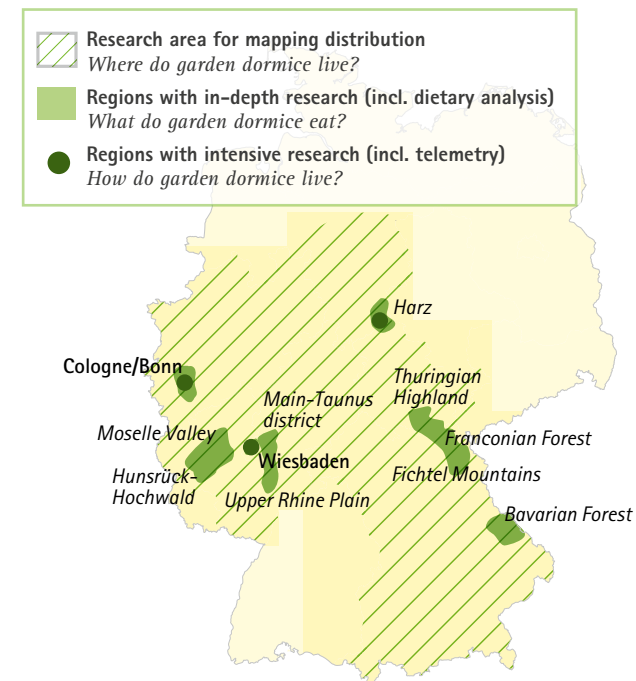 Research area for mapping distribution
Where do garden dormice live?
Regions with in-depth research (incl. dietary analysis)
What do garden dormice eat?
Regions with intensive research (incl. telemetry)
How do garden dormice live?
Harz
Cologne/Bonn
Thuringian
Highland
Main-Taunus
district
Moselle Valley
Franconian Forest
Wiesbaden
Hunsrück-
Hochwald
Fichtel Mountains
Upper Rhine Plain
Bavarian Forest